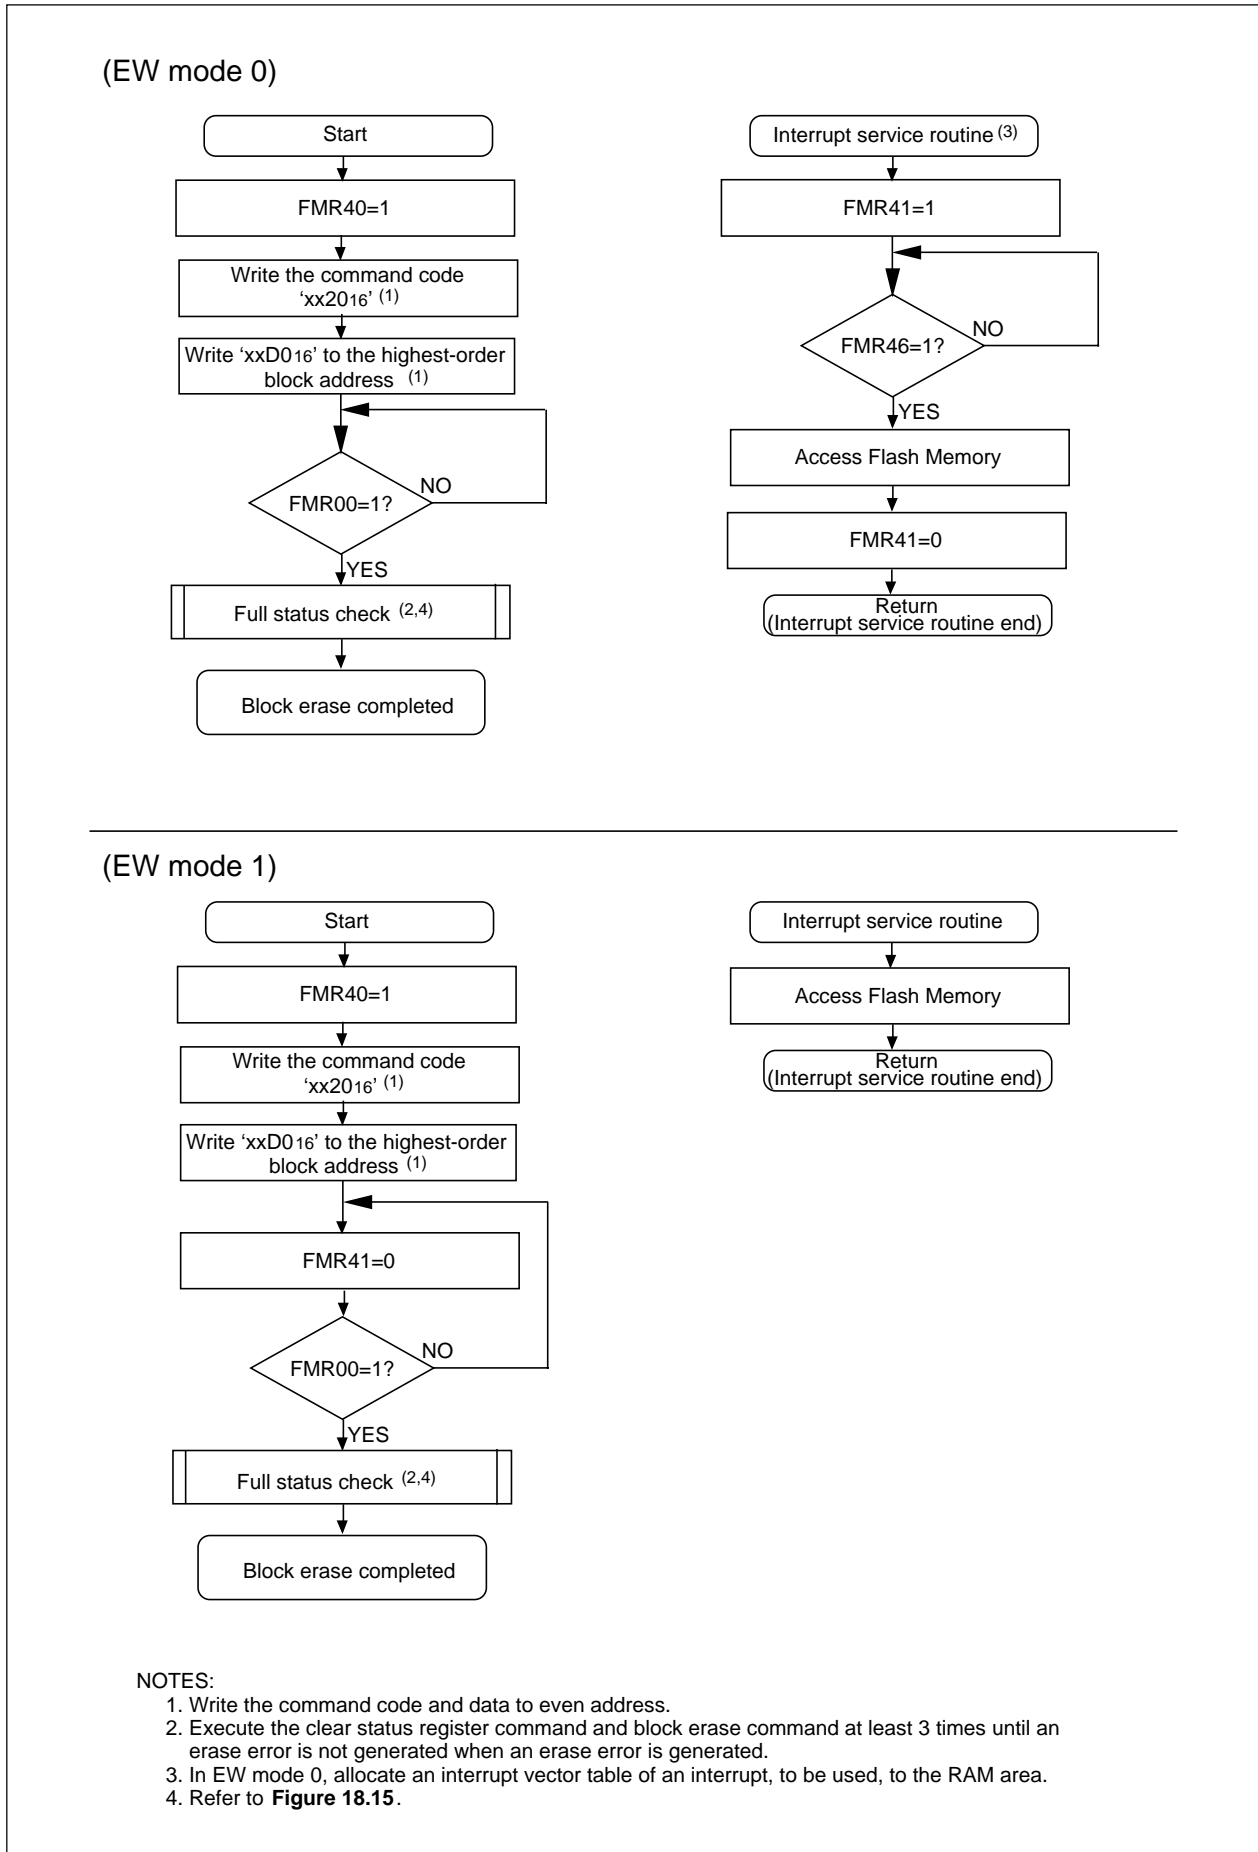 (EW mode 0)
Start
FMR40=1
Write the command code
‘xx2016’ (1)
Write ‘xxD016’ to the highest-order
block address (1)
FMR00=1?
NO
YES
Full status check (2,4)
Block erase completed
Interrupt service routine (3)
FMR41=1
FMR46=1?
NO
YES
Access Flash Memory
FMR41=0
Return
(Interrupt service routine end)
(EW mode 1)
Start
FMR40=1
Write the command code
‘xx2016’ (1)
Write ‘xxD016’ to the highest-order
block address (1)
FMR41=0
FMR00=1?
NO
YES
Full status check (2,4)
Block erase completed
Interrupt service routine
Access Flash Memory
Return
(Interrupt service routine end)
NOTES:
1. Write the command code and data to even address.
2. Execute the clear status register command and block erase command at least 3 times until an
erase error is not generated when an erase error is generated.
3. In EW mode 0, allocate an interrupt vector table of an interrupt, to be used, to the RAM area.
4. Refer to Figure 18.15.